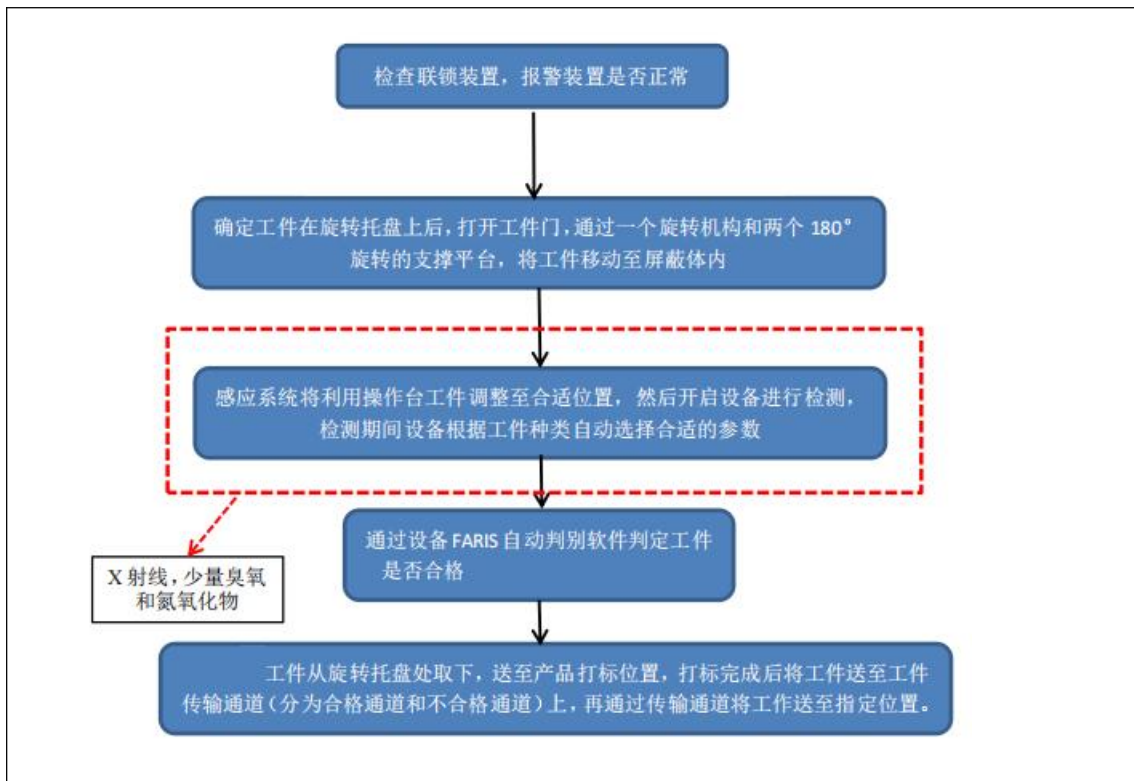 检查联锁装置，报警装置是否正常
确定工件在旋转托盘上后，打开工件门，通过一个旋转机构和两个 180°
旋转的支撑平台，将工件移动至屏蔽体内
感应系统将利用操作台工件调整至合适位置，然后开启设备进行检测，
检测期间设备根据工件种类自动选择合适的参数
通过设备 FARIS 自动判别软件判定工件
是否合格
X 射线，少量臭氧
和氮氧化物
工件从旋转托盘处取下，送至产品打标位置，打标完成后将工件送至工件
传输通道（分为合格通道和不合格通道）上，再通过传输通道将工作送至指定位置。